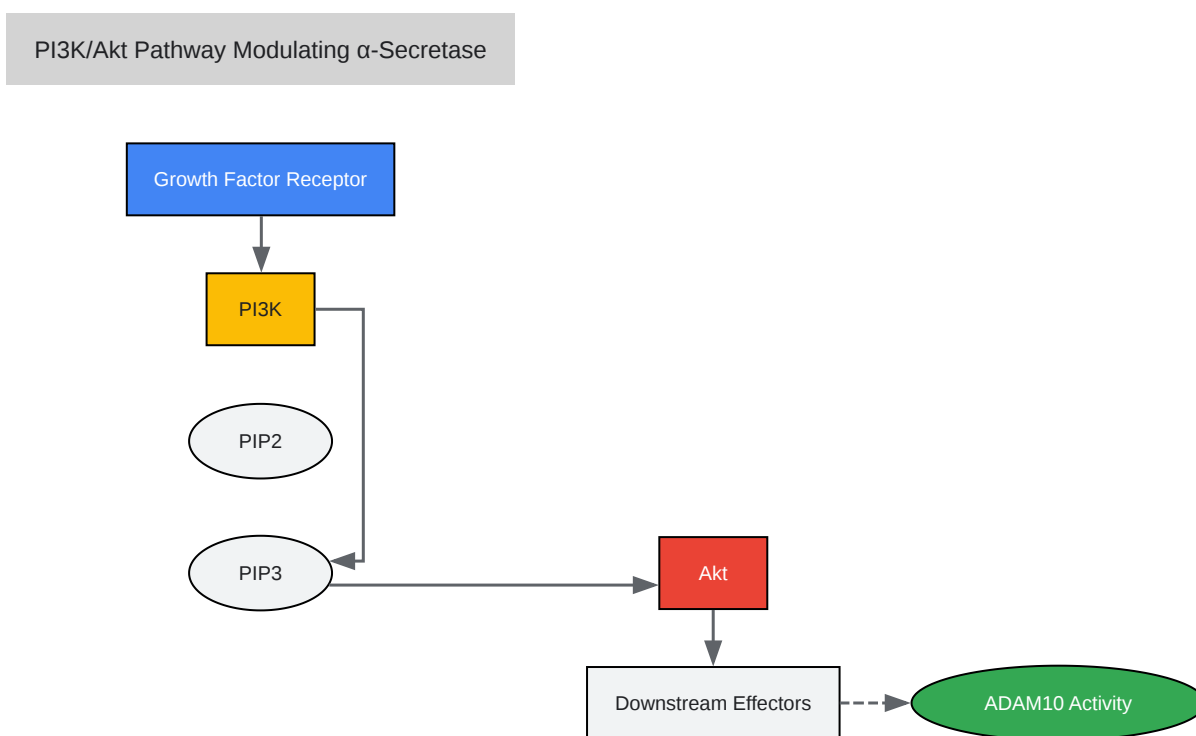 PI3K/Akt Pathway Modulating α-Secretase
Growth Factor Receptor
PI3K
PIP2
PIP3
Akt
Downstream Effectors
ADAM10 Activity